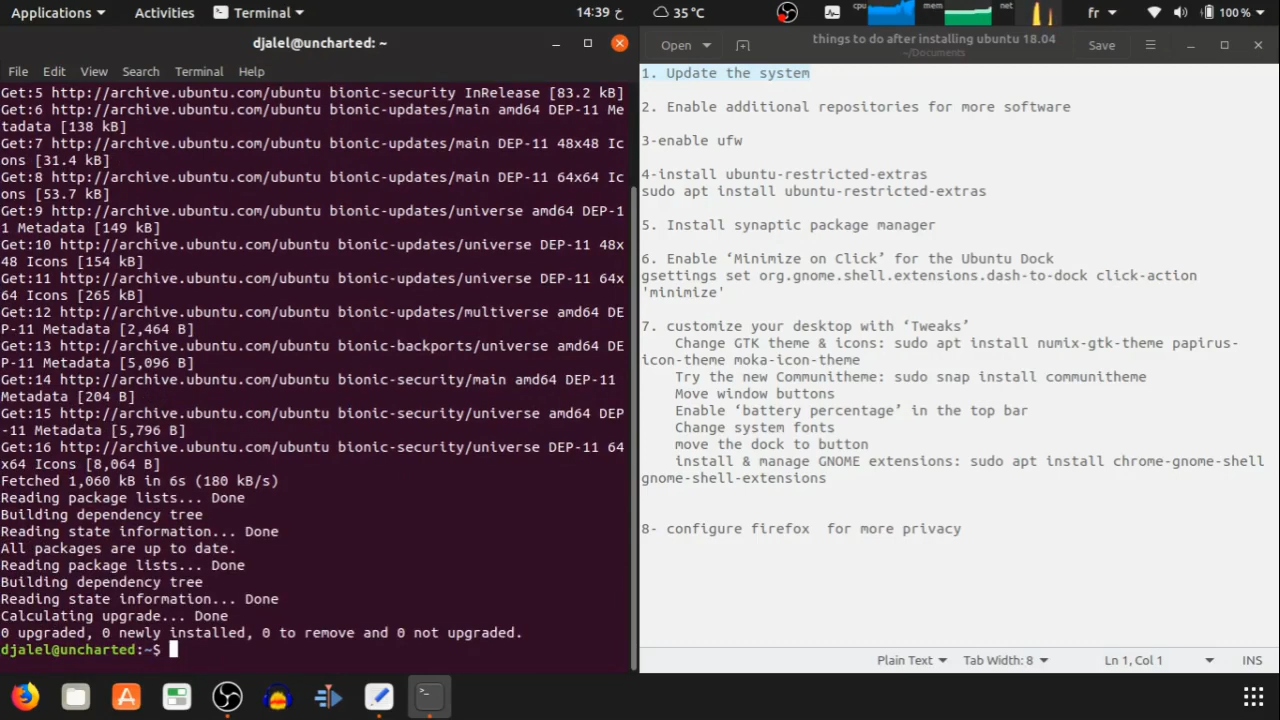 Applications
Activities
Terminal
14:39 خ
35 °C
cpu
mem
net
fr
100 %
djalel@uncharted: ~
File Edit View Search Terminal Help
Get:5 http://archive.ubuntu.com/ubuntu bionic-security InRelease [83.2 kB]
Get:6 http://archive.ubuntu.com/ubuntu bionic-updates/main amd64 DEP-11 Me
tadata [138 kB]
Get:7 http://archive.ubuntu.com/ubuntu bionic-updates/main DEP-11 48x48 Ic
ons [31.4 kB]
Get:8 http://archive.ubuntu.com/ubuntu bionic-updates/main DEP-11 64x64 Ic
ons [53.7 kB]
Get:9 http://archive.ubuntu.com/ubuntu bionic-updates/universe amd64 DEP-1
1 Metadata [149 kB]
Get:10 http://archive.ubuntu.com/ubuntu bionic-updates/universe DEP-11 48x
48 Icons [154 kB]
Get:11 http://archive.ubuntu.com/ubuntu bionic-updates/universe DEP-11 64x
64 Icons [265 kB]
Get:12 http://archive.ubuntu.com/ubuntu bionic-updates/multiverse amd64 DE
P-11 Metadata [2,464 B]
Get:13 http://archive.ubuntu.com/ubuntu bionic-backports/universe amd64 DE
P-11 Metadata [5,096 B]
Get:14 http://archive.ubuntu.com/ubuntu bionic-security/main amd64 DEP-11 
Metadata [204 B]
Get:15 http://archive.ubuntu.com/ubuntu bionic-security/universe amd64 DEP
-11 Metadata [5,796 B]
Get:16 http://archive.ubuntu.com/ubuntu bionic-security/universe DEP-11 64
x64 Icons [8,064 B]
Fetched 1,060 kB in 6s (180 kB/s)
Reading package lists... Done
Building dependency tree
Reading state information... Done
All packages are up to date.
Reading package lists... Done
Building dependency tree
Reading state information... Done
Calculating upgrade... Done
0 upgraded, 0 newly installed, 0 to remove and 0 not upgraded.
djalel@uncharted:~$
Open
things to do after installing ubuntu 18.04
~/Documents
Save
1. Update the system
2. Enable additional repositories for more software
3-enable ufw
4-install ubuntu-restricted-extras
sudo apt install ubuntu-restricted-extras
5. Install synaptic package manager
6. Enable ‘Minimize on Click’ for the Ubuntu Dock
gsettings set org.gnome.shell.extensions.dash-to-dock click-action
'minimize'
7. customize your desktop with ‘Tweaks’
Change GTK theme & icons: sudo apt install numix-gtk-theme papirus-
icon-theme moka-icon-theme
Try the new Communitheme: sudo snap install communitheme
Move window buttons
Enable ‘battery percentage’ in the top bar
Change system fonts
move the dock to button
install & manage GNOME extensions: sudo apt install chrome-gnome-shell
gnome-shell-extensions
8- configure firefox  for more privacy
Plain Text
Tab Width: 8
Ln 1, Col 1
INS